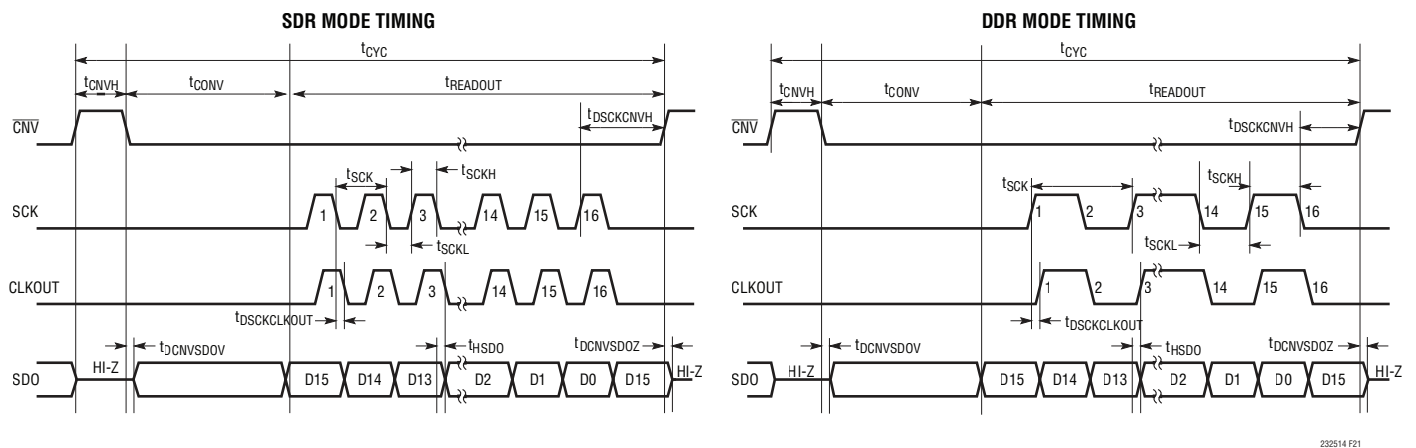 SDR MODE TIMING
tCYC
tCNVH
tCONV
tREADOUT
tDSCKCNVH
CNV
tSCK
tSCKH
SCK
1 2 3 14 15 16
tSCKL
CLKOUT
1 2 3 14 15 16
tDSCKCLKOUT
tDCNVSDOV
tHSDO
tDCNVSDOZ
SDO
HI-Z
D15 D14 D13 D2 D1 D0 D15
HI-Z
DDR MODE TIMING
tCYC
tCNVH
tCONV
tREADOUT
tDSCKCNVH
CNV
tSCK
tSCKH
SCK
1 2 3 14 15 16
tSCKL
CLKOUT
1 2 3 14 15 16
tDSCKCLKOUT
tDCNVSDOV
tHSDO
tDCNVSDOZ
SDO
HI-Z
D15 D14 D13 D2 D1 D0 D15
HI-Z
232514 F21